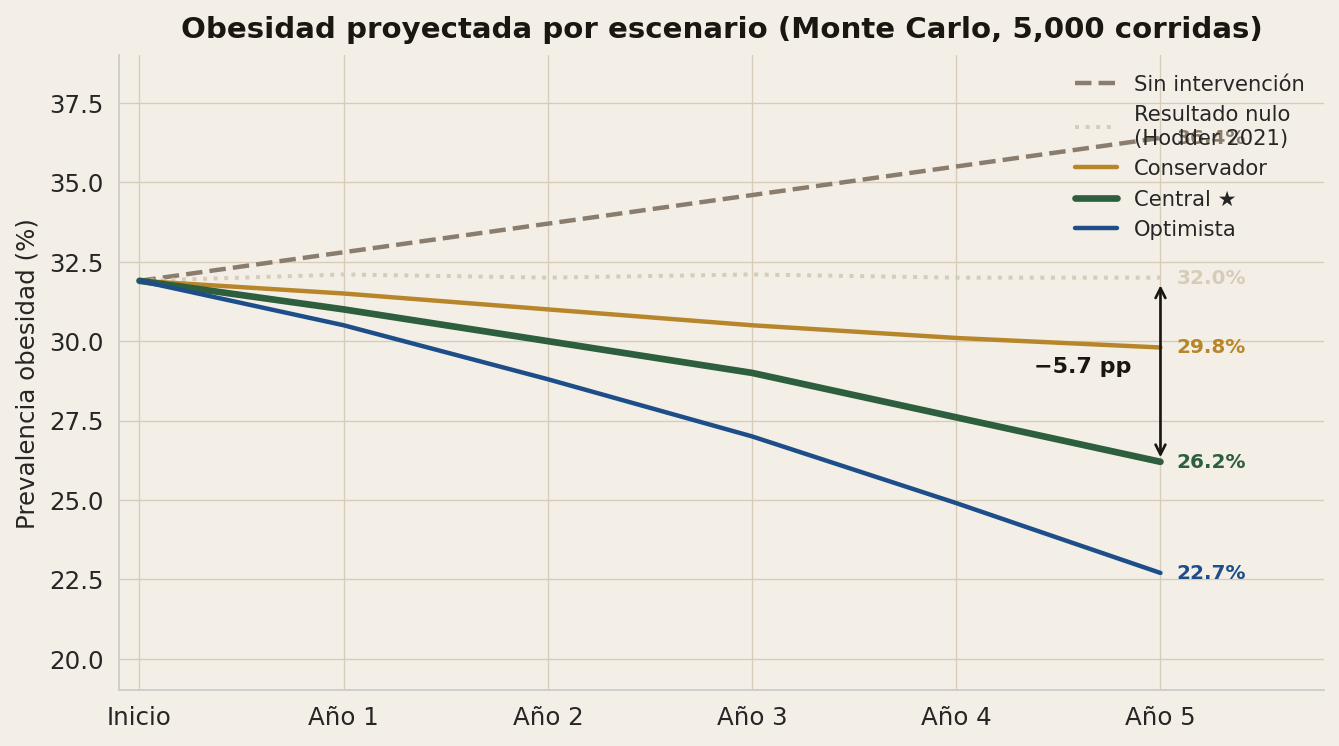 Obesidad proyectada por escenario (Monte Carlo, 5,000 corridas)
Prevalencia obesidad (%)
37.5
35.0
32.5
30.0
27.5
25.0
22.5
20.0
Sin intervención
Resultado nulo
(Hodder 2021)
Conservador
Central ★
Optimista
36.4%
32.0%
29.8%
−5.7 pp
26.2%
22.7%
Inicio
Año 1
Año 2
Año 3
Año 4
Año 5